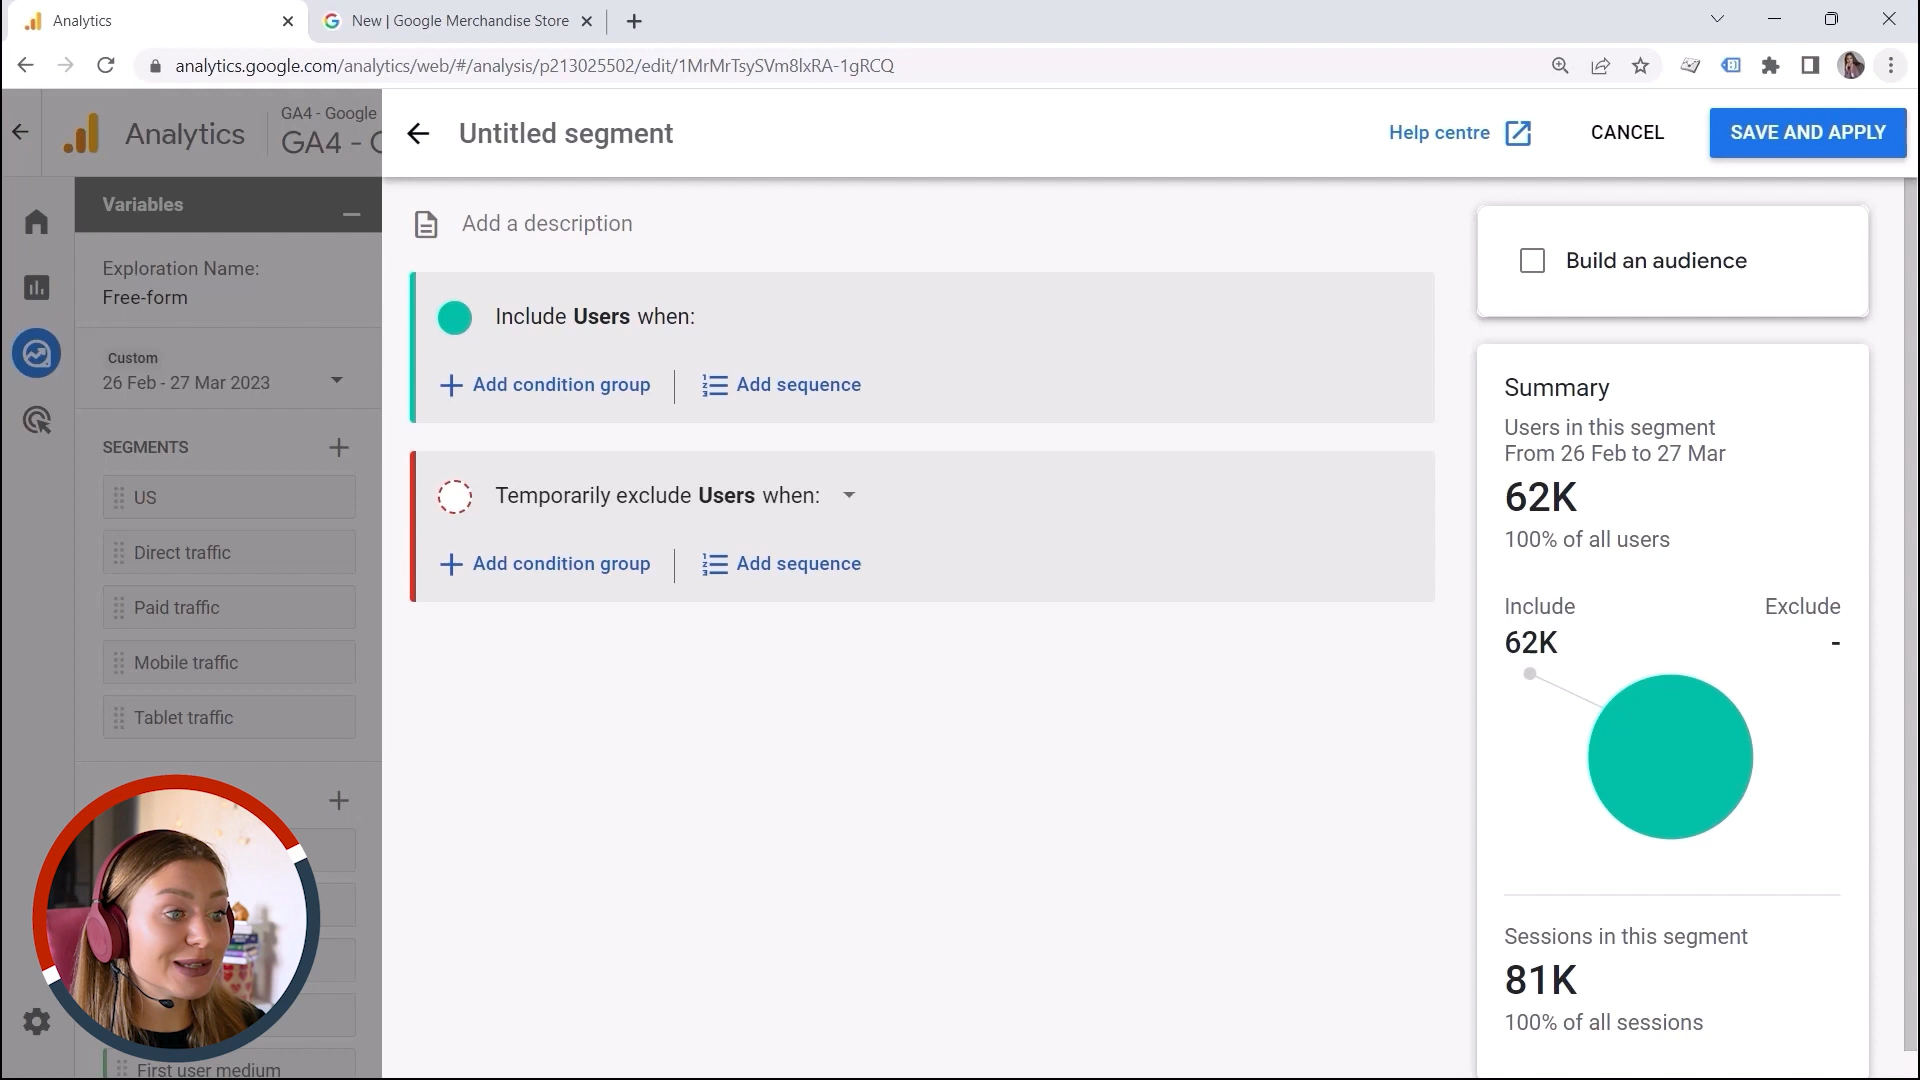 Analytics
New | Google Merchandise Store
analytics.google.com/analytics/web/#/analysis/p213025502/edit/1MrMrTsySVm8lxRA-1gRCQ
Analytics
GA4 - Google
GA4 -
Untitled segment
Help centre
CANCEL
SAVE AND APPLY
Variables
Exploration Name:
Free-form
Custom
26 Feb - 27 Mar 2023
SEGMENTS
US
Direct traffic
Paid traffic
Mobile traffic
Tablet traffic
First user medium
Add a description
Include Users when:
Add condition group
Add sequence
Temporarily exclude Users when:
Add condition group
Add sequence
Build an audience
Summary
Users in this segment
From 26 Feb to 27 Mar
62K
100% of all users
Include
Exclude
62K
-
Sessions in this segment
81K
100% of all sessions